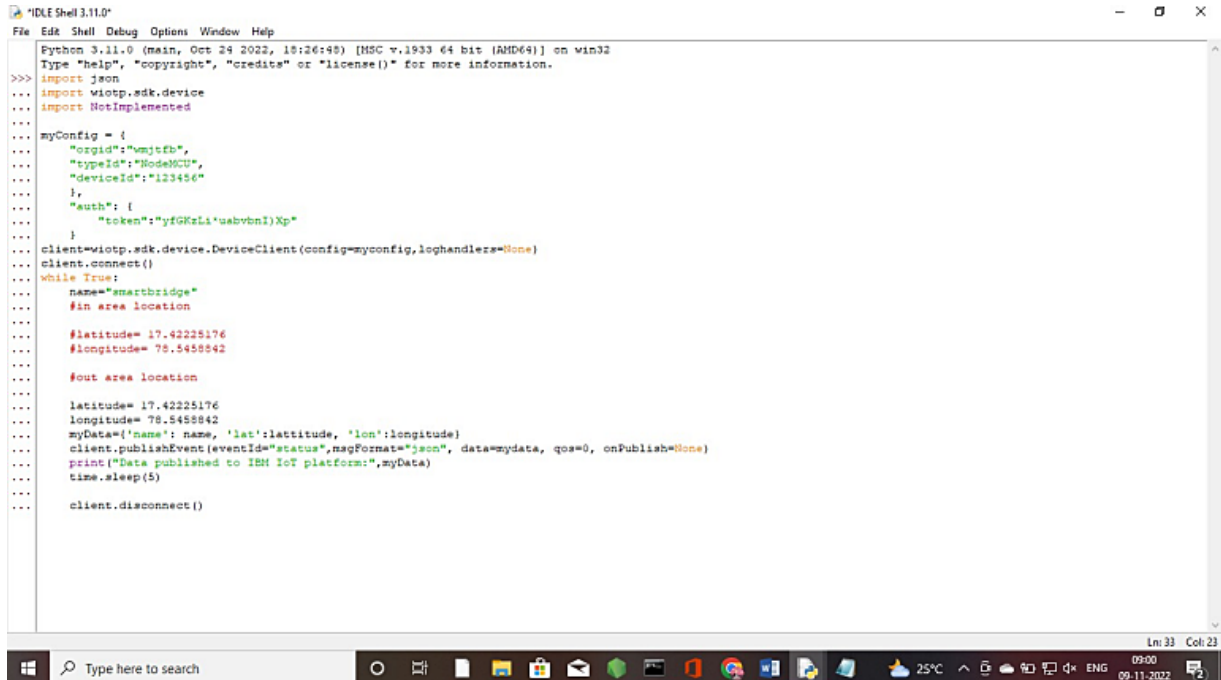 *IDLE Shell 3.11.0*
File Edit Shell Debug Options Window Help
Python 3.11.0 (main, Oct 24 2022, 18:26:48) [MSC v.1933 64 bit (AMD64)] on win32
Type "help", "copyright", "credits" or "license()" for more information.
>>> import json
... import wiotp.sdk.device
... import NotImplemented
...
... myConfig = {
...     "orgid":"wmjtfb",
...     "typeId":"NodeMCU",
...     "deviceId":"123456"
...     },
...     "auth": {
...         "token":"yfGKzLi*uabvbnI)Xp"
...     }
... client=wiotp.sdk.device.DeviceClient(config=myconfig,loghandlers=None)
... client.connect()
... while True:
...     name="smartbridge"
...     #in area location
...
...     #latitude= 17.42225176
...     #longitude= 78.5458842
...
...     #out area location
...
...     latitude= 17.42225176
...     longitude= 78.5458842
...     myData={'name': name, 'lat':lattitude, 'lon':longitude}
...     client.publishEvent(eventId="status",msgFormat="json", data=mydata, qos=0, onPublish=None)
...     print("Data published to IBM IoT platform:",myData)
...     time.sleep(5)
...
...     client.disconnect()
Ln: 33 Col: 23
Type here to search
25°C ENG 09:00
09-11-2022